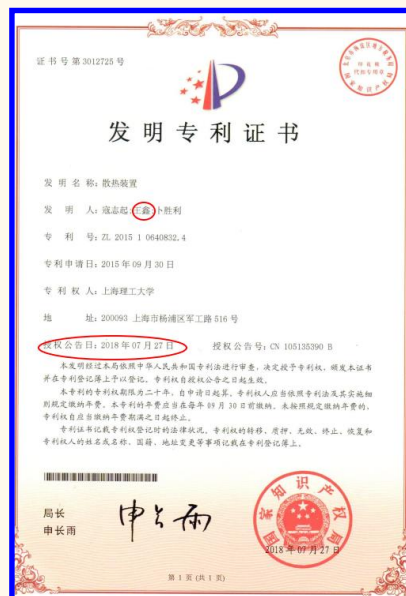 证书号第3012725号
发明专利证书
发明名称：散热装置
发明人：寇志起；王鑫；卜胜利
专利号：ZL 2015 1 0640832.4
专利申请日：2015年09月30日
专利权人：上海理工大学
地址：200093 上海市杨浦区军工路516号
授权公告日：2018年07月27日 授权公告号：CN 105135390 B
本发明经过本局依照中华人民共和国专利法进行审查，决定授予专利权，颁发本证书
并在专利登记簿上予以登记。专利权自授权公告之日起生效。
本专利的专利权期限为二十年，自申请日起算。专利权人应当依照专利法及其实施细
则规定缴纳年费。本专利的年费应当在每年09月30日前缴纳。未按照规定缴纳年费的，
专利权自应当缴纳年费期满之日起终止。
专利证书记载专利权登记时的法律状况。专利权的转移、质押、无效、终止、恢复和
专利权人的姓名或名称、国籍、地址变更等事项记载在专利登记簿上。
局长
申长雨
申长雨
国家知识产权局
2018年07月27日
第1页（共1页）